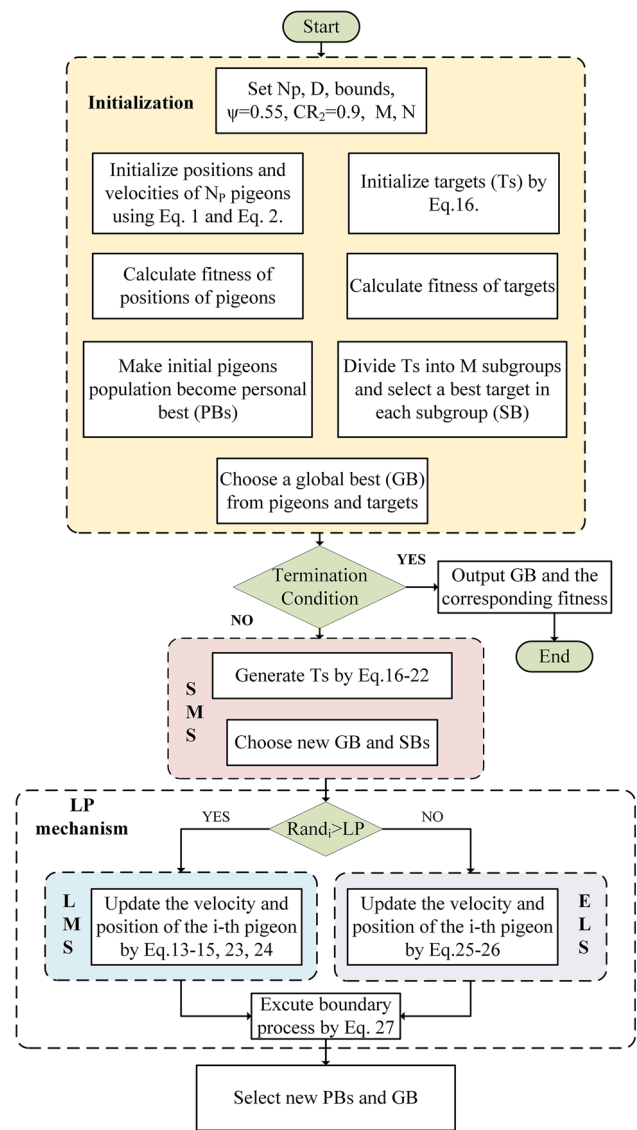 Start
Initialization
Set Np, D, bounds,
ψ=0.55, CR₂=0.9, M, N
Initialize positions and
velocities of Nₚ pigeons
using Eq. 1 and Eq. 2.
Initialize targets (Ts) by
Eq.16.
Calculate fitness of
positions of pigeons
Calculate fitness of targets
Make initial pigeons
population become personal
best (PBs)
Divide Ts into M subgroups
and select a best target in
each subgroup (SB)
Choose a global best (GB)
from pigeons and targets
Termination
Condition
YES
Output GB and the
corresponding fitness
End
NO
S
M
S
Generate Ts by Eq.16-22
Choose new GB and SBs
LP
mechanism
Randᵢ>LP
YES
NO
L
M
S
Update the velocity and
position of the i-th pigeon
by Eq.13-15, 23, 24
Update the velocity and
position of the i-th pigeon
by Eq.25-26
E
L
S
Excute boundary
process by Eq. 27
Select new PBs and GB